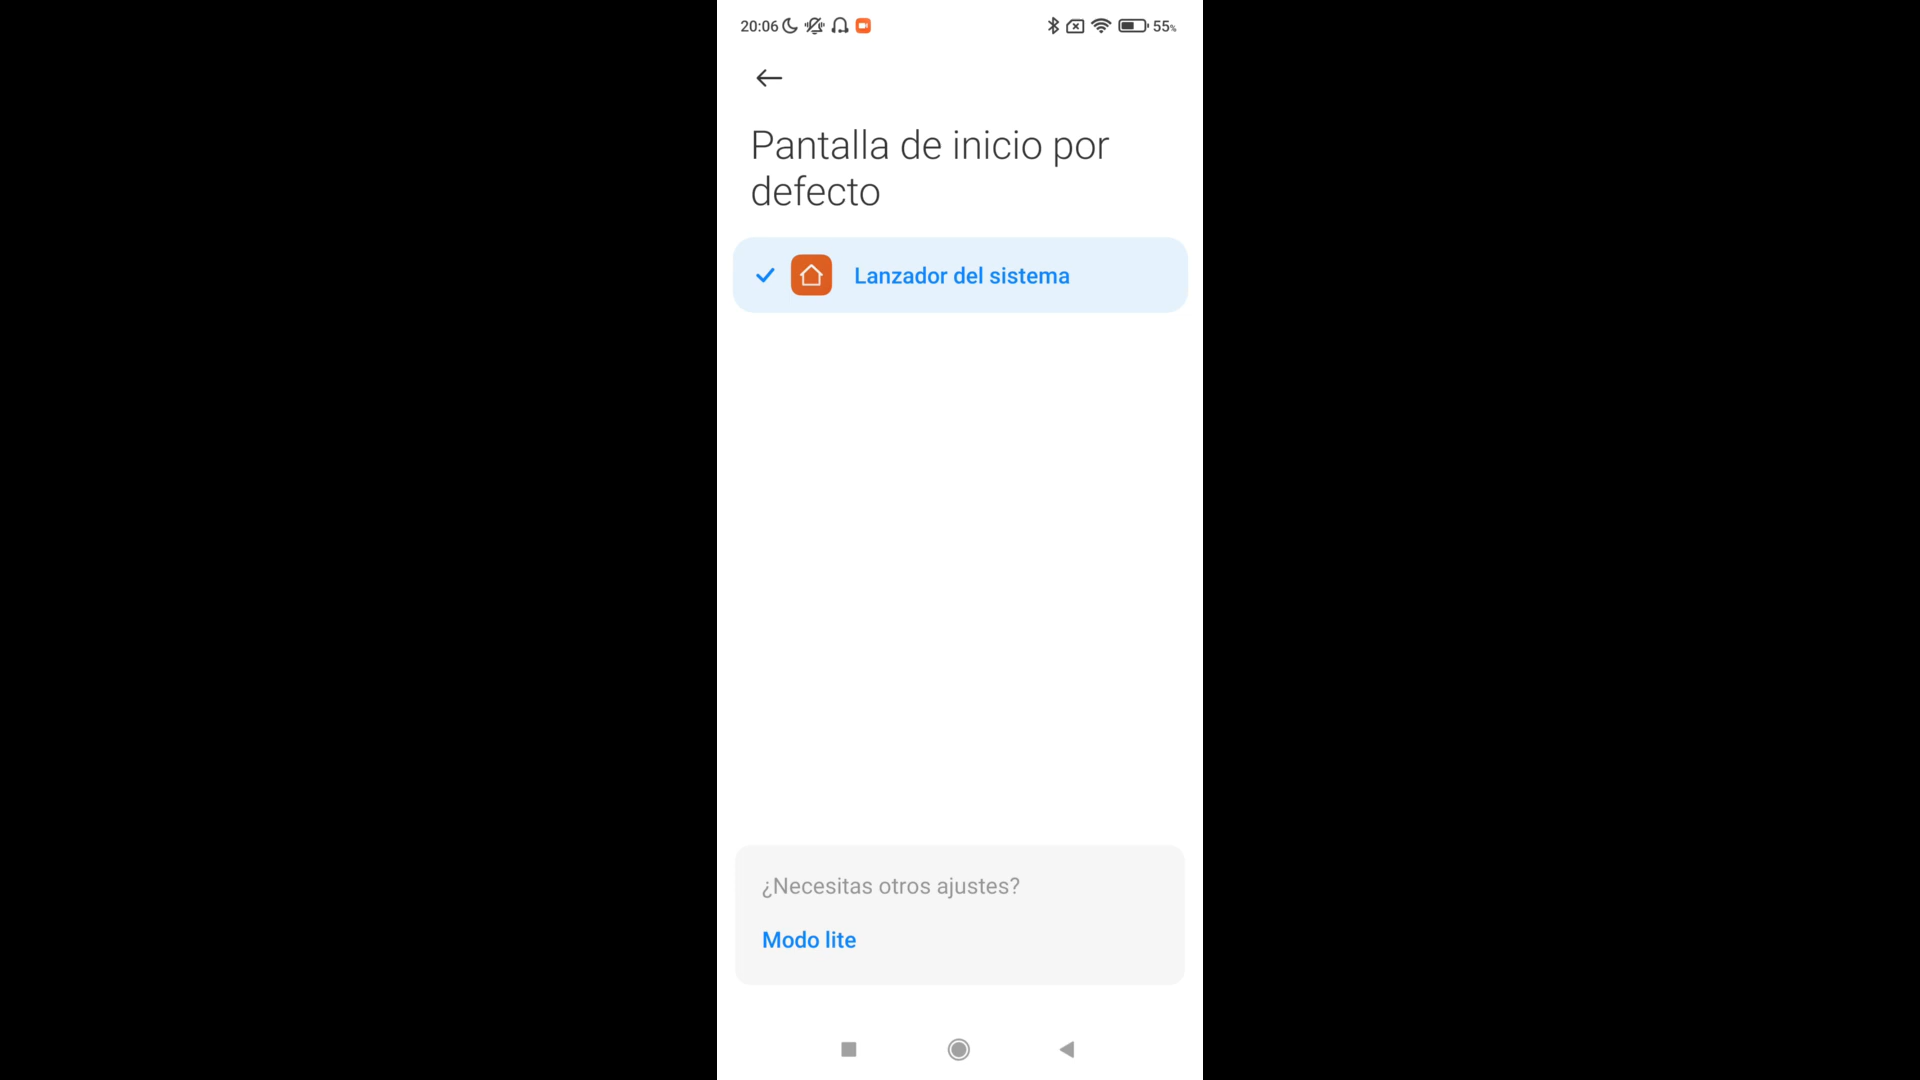 20:06 55%
Pantalla de inicio por
defecto
Lanzador del sistema
¿Necesitas otros ajustes?
Modo lite